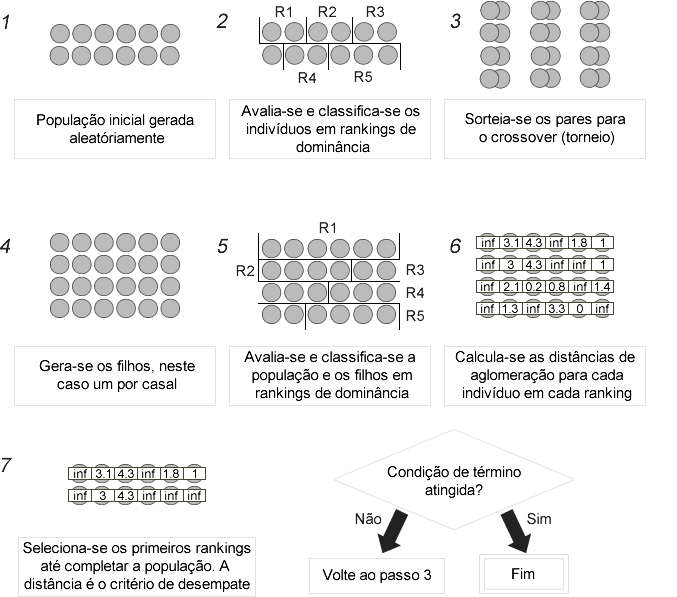 1
População inicial gerada
aleatóriamente
2
R1 R2 R3
R4 R5
Avalia-se e classifica-se os
indivíduos em rankings de
dominância
3
Sorteia-se os pares para
o crossover (torneio)
4
Gera-se os filhos, neste
caso um por casal
5
R1
R2 R3
R4
R5
Avalia-se e classifica-se a
população e os filhos em
rankings de dominância
6
inf 3.1 4.3 inf 1.8 1
inf 3 4.3 inf inf 1
inf 2.1 0.2 0.8 inf 1.4
inf 1.3 inf 3.3 0 inf
Calcula-se as distâncias de
aglomeração para cada
indivíduo em cada ranking
7
inf 3.1 4.3 inf 1.8 1
inf 3 4.3 inf inf inf
Seleciona-se os primeiros rankings
até completar a população. A
distância é o critério de desempate
Condição de término
atingida?
Não Sim
Volte ao passo 3
Fim